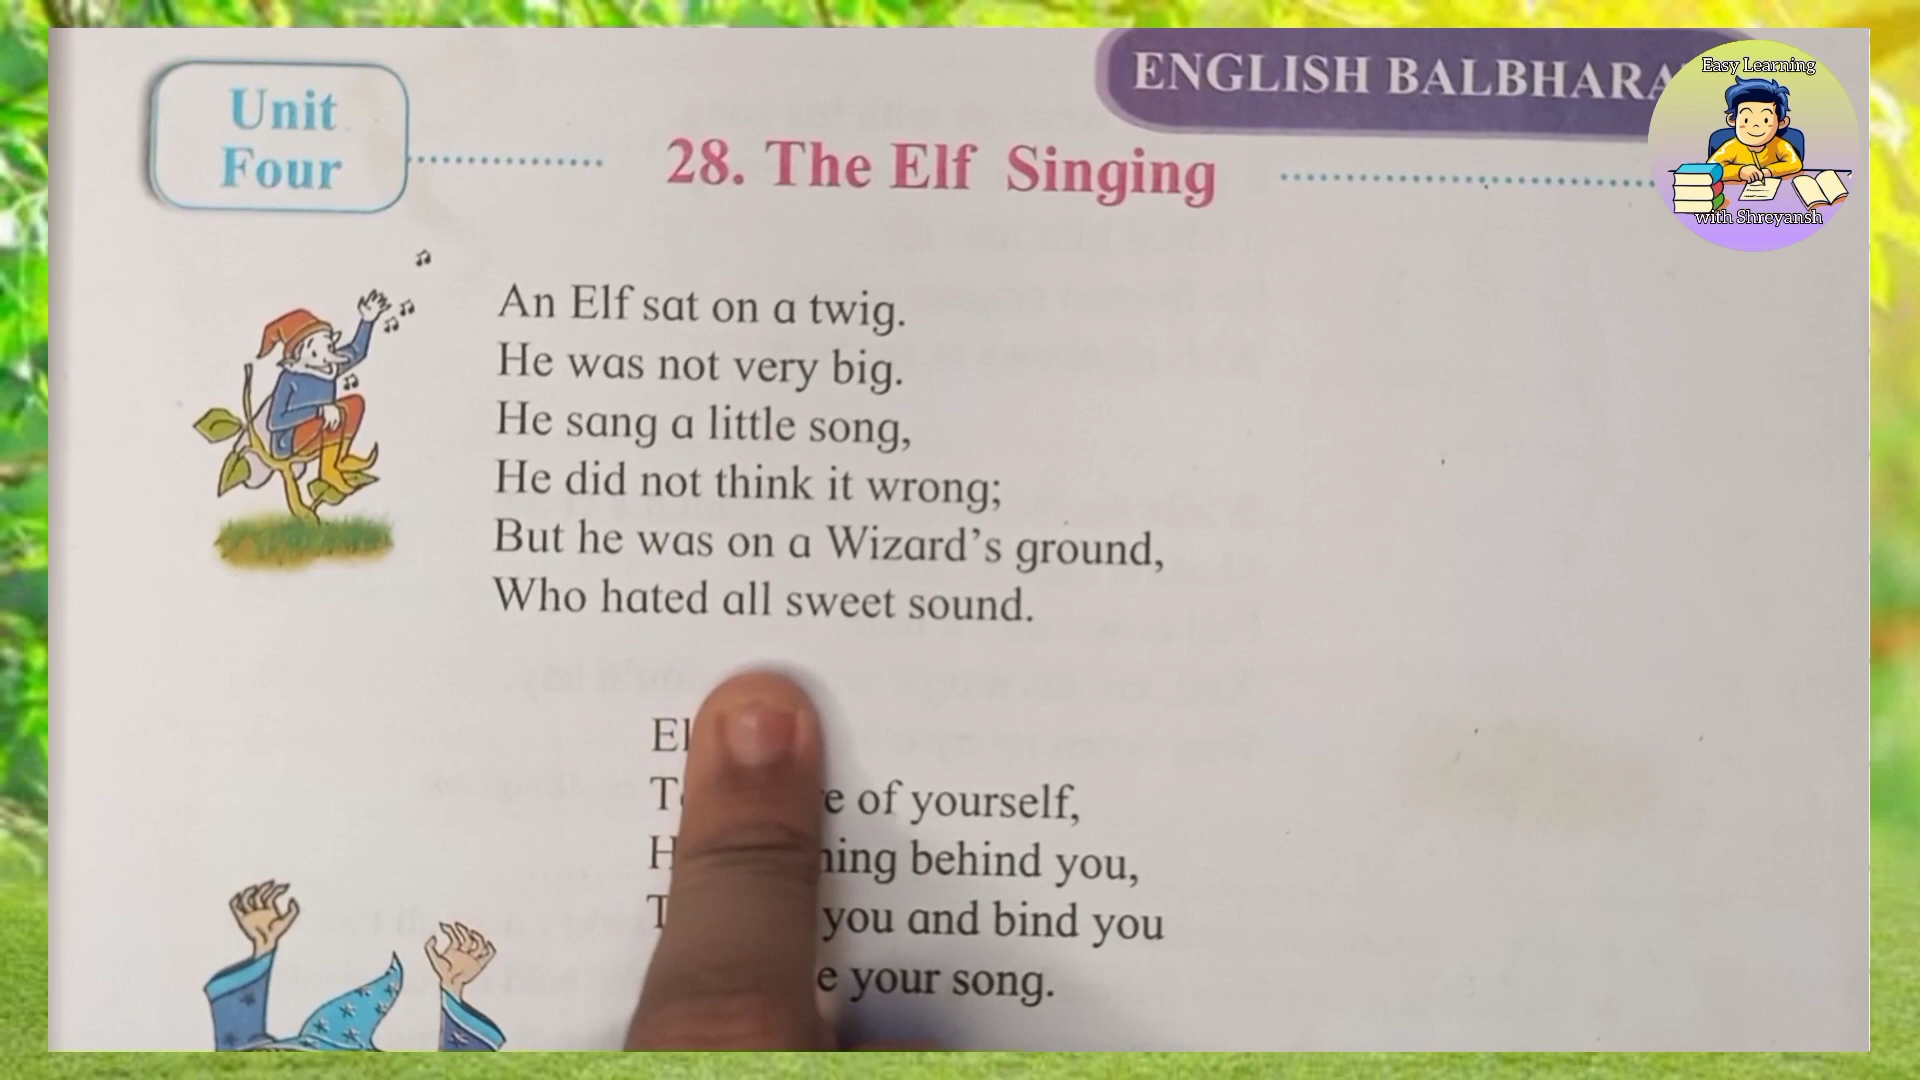 Unit
Four
ENGLISH BALBHARA
Easy Learning
with Shreyansh
28. The Elf Singing
An Elf sat on a twig.
He was not very big.
He sang a little song,
He did not think it wrong;
But he was on a Wizard's ground,
Who hated all sweet sound.
of yourself,
behind you,
you and bind you
your song.